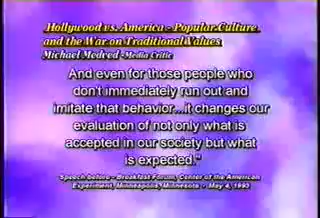 Hollywood vs. America - Popular Culture
and the War on Traditional Values
Michael Medved -Media Critic
And even for those people who
don't immediately run out and
imitate that behavior...it changes our
evaluation of not only what is
accepted in our society but what
is expected."
Speech before - Breakfast Forum, Center of the American
Experiment, Minneapolis, Minnesota - May 4, 1993